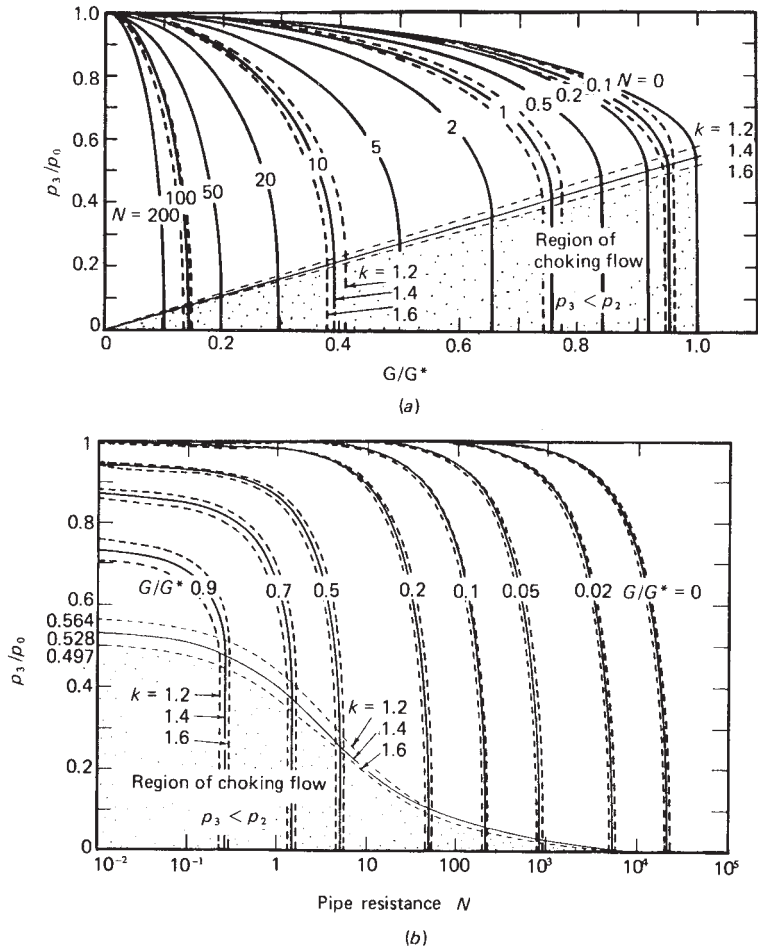 1.0
0.8
0.6
0.4
0.2
0
p3/p0
N = 200
100
50
20
10
5
2
1
0.5
0.2
0.1
N = 0
k = 1.2
1.4
1.6
k = 1.2
1.4
1.6
Region of
choking flow
p3 < p2
0
0.2
0.4
0.6
0.8
1.0
G/G*
(a)
1
0.8
0.6
0.564
0.528
0.497
0.4
0.2
0
p3/p0
G/G* 0.9
0.7
0.5
0.2
0.1
0.05
0.02
G/G* = 0
k = 1.2
1.4
1.6
k = 1.2
1.4
1.6
Region of choking flow
p3 < p2
10⁻²
10⁻¹
1
10
100
10³
10⁴
10⁵
Pipe resistance N
(b)